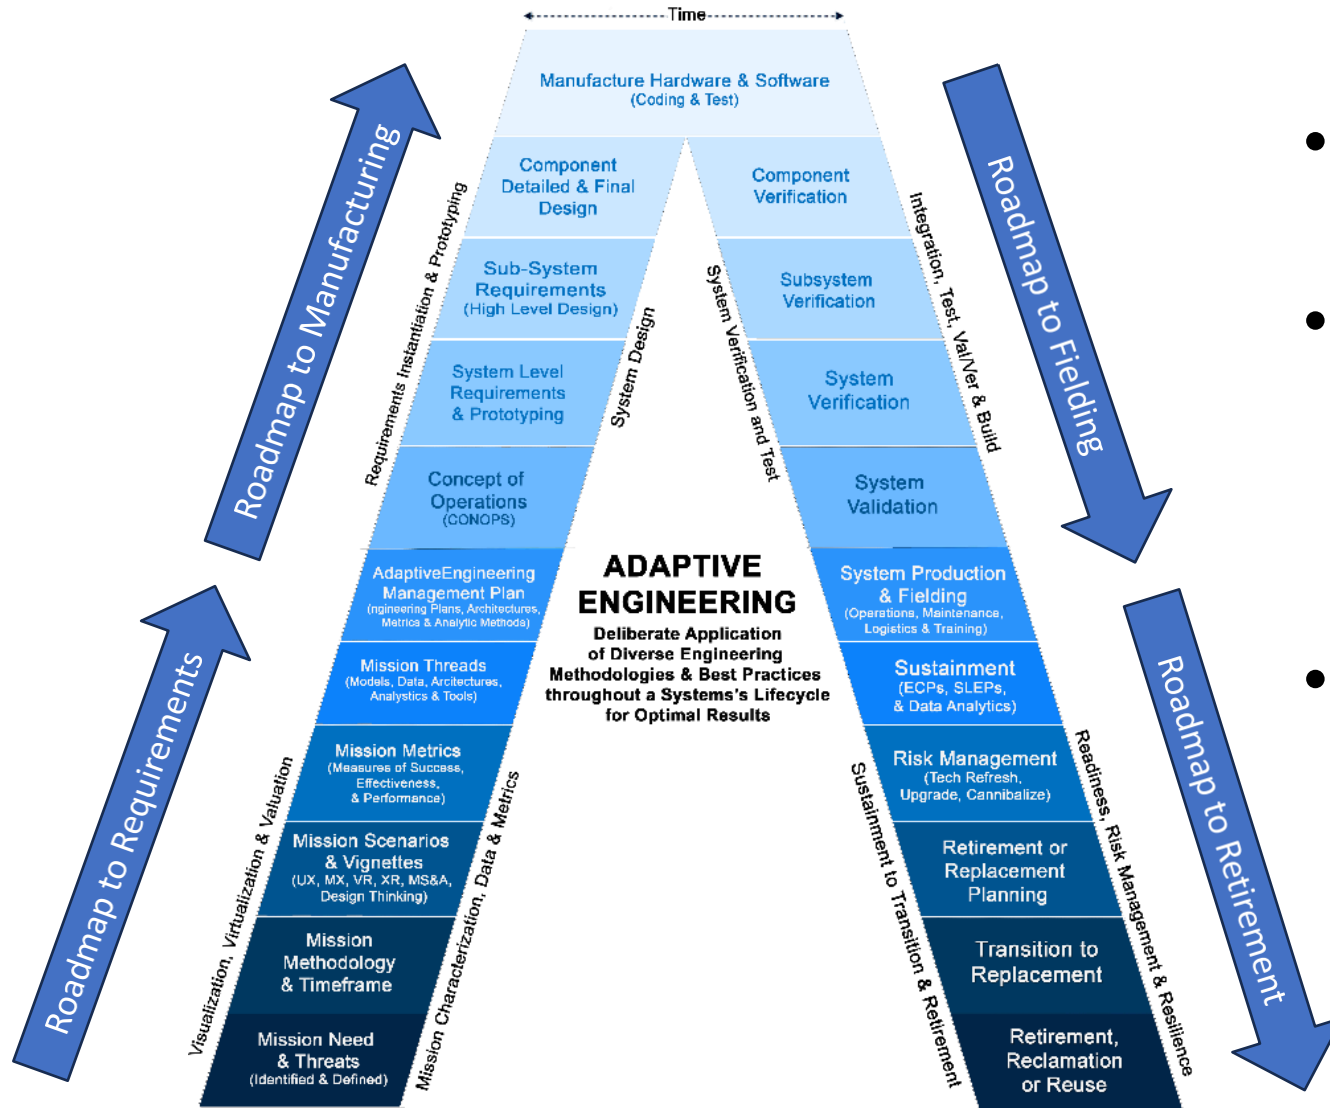 Time
Manufacture Hardware & Software
(Coding & Test)
Component
Detailed & Final
Design
Sub-System
Requirements
(High Level Design)
System Level
Requirements
& Prototyping
Concept of
Operations
(CONOPS)
AdaptiveEngineering
Management Plan
(ngineering Plans, Architectures,
Metrics & Analytic Methods)
Mission Threads
(Models, Data, Arcitectures,
Analystics & Tools)
Mission Metrics
(Measures of Success,
Effectiveness,
& Performance)
Mission Scenarios
& Vignettes
(UX, MX, VR, XR, MS&A,
Design Thinking)
Mission
Methodology
& Timeframe
Mission Need
& Threats
(Identified & Defined)
Component
Verification
Subsystem
Verification
System
Verification
System
Validation
System Production
& Fielding
(Operations, Maintenance,
Logistics & Training)
Sustainment
(ECPs, SLEPs,
& Data Analytics)
Risk Management
(Tech Refresh,
Upgrade, Cannibalize)
Retirement or
Replacement
Planning
Transition to
Replacement
Retirement,
Reclamation
or Reuse
ADAPTIVE
ENGINEERING
Deliberate Application
of Diverse Engineering
Methodologies & Best Practices
throughout a Systems's Lifecycle
for Optimal Results
Roadmap to Manufacturing
Roadmap to Requirements
Requirements Instantiation & Prototyping
System Design
Visualization, Virtualization & Valuation
Mission Characterization, Data & Metrics
System Verification and Test
Integration, Test, Val/Ver & Build
Sustainment to Transition & Retirement
Readiness, Risk Management & Resilience
Roadmap to Fielding
Roadmap to Retirement